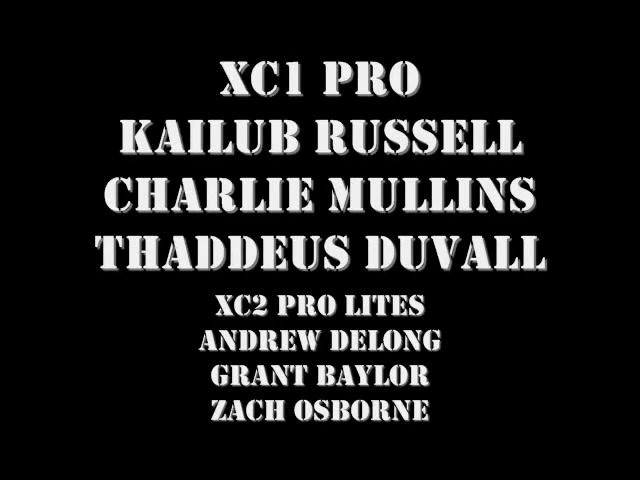 XC1 PRO
KAILUB RUSSELL
CHARLIE MULLINS
THADDEUS DUVALL
XC2 PRO LITES
ANDREW DELONG
GRANT BAYLOR
ZACH OSBORNE